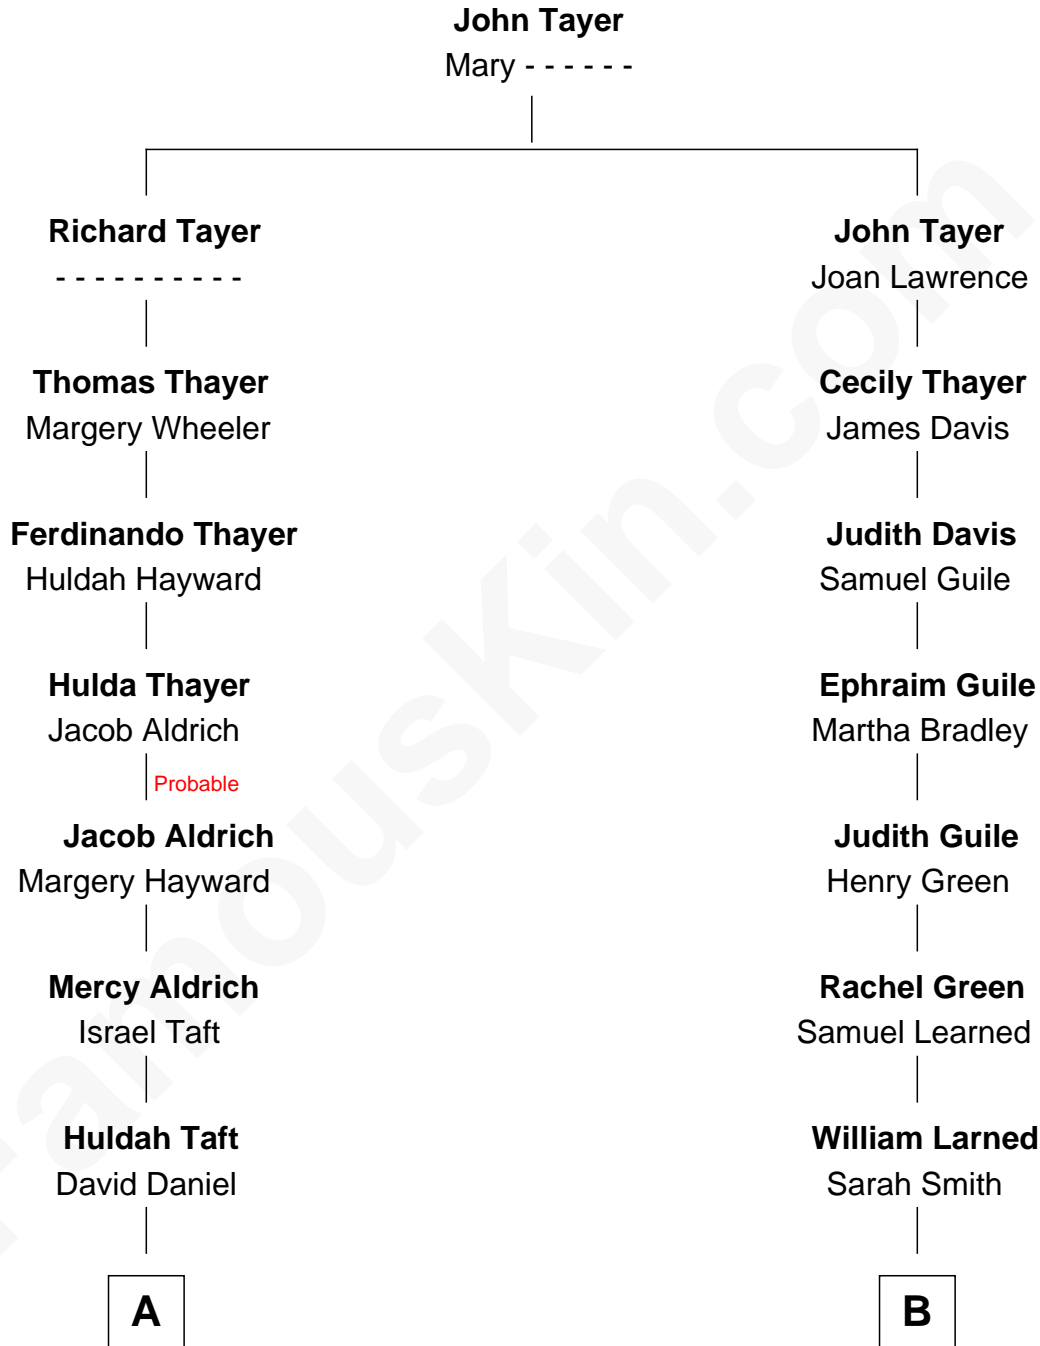 John Tayer
Mary - - - - - -
Richard Tayer
- - - - - - - - - -
John Tayer
Joan Lawrence
Thomas Thayer
Margery Wheeler
Cecily Thayer
James Davis
Ferdinando Thayer
Huldah Hayward
Judith Davis
Samuel Guile
Hulda Thayer
Jacob Aldrich
Ephraim Guile
Martha Bradley
Probable
Jacob Aldrich
Margery Hayward
Judith Guile
Henry Green
Mercy Aldrich
Israel Taft
Rachel Green
Samuel Learned
Huldah Taft
David Daniel
William Larned
Sarah Smith
A
B
FamousKin.com